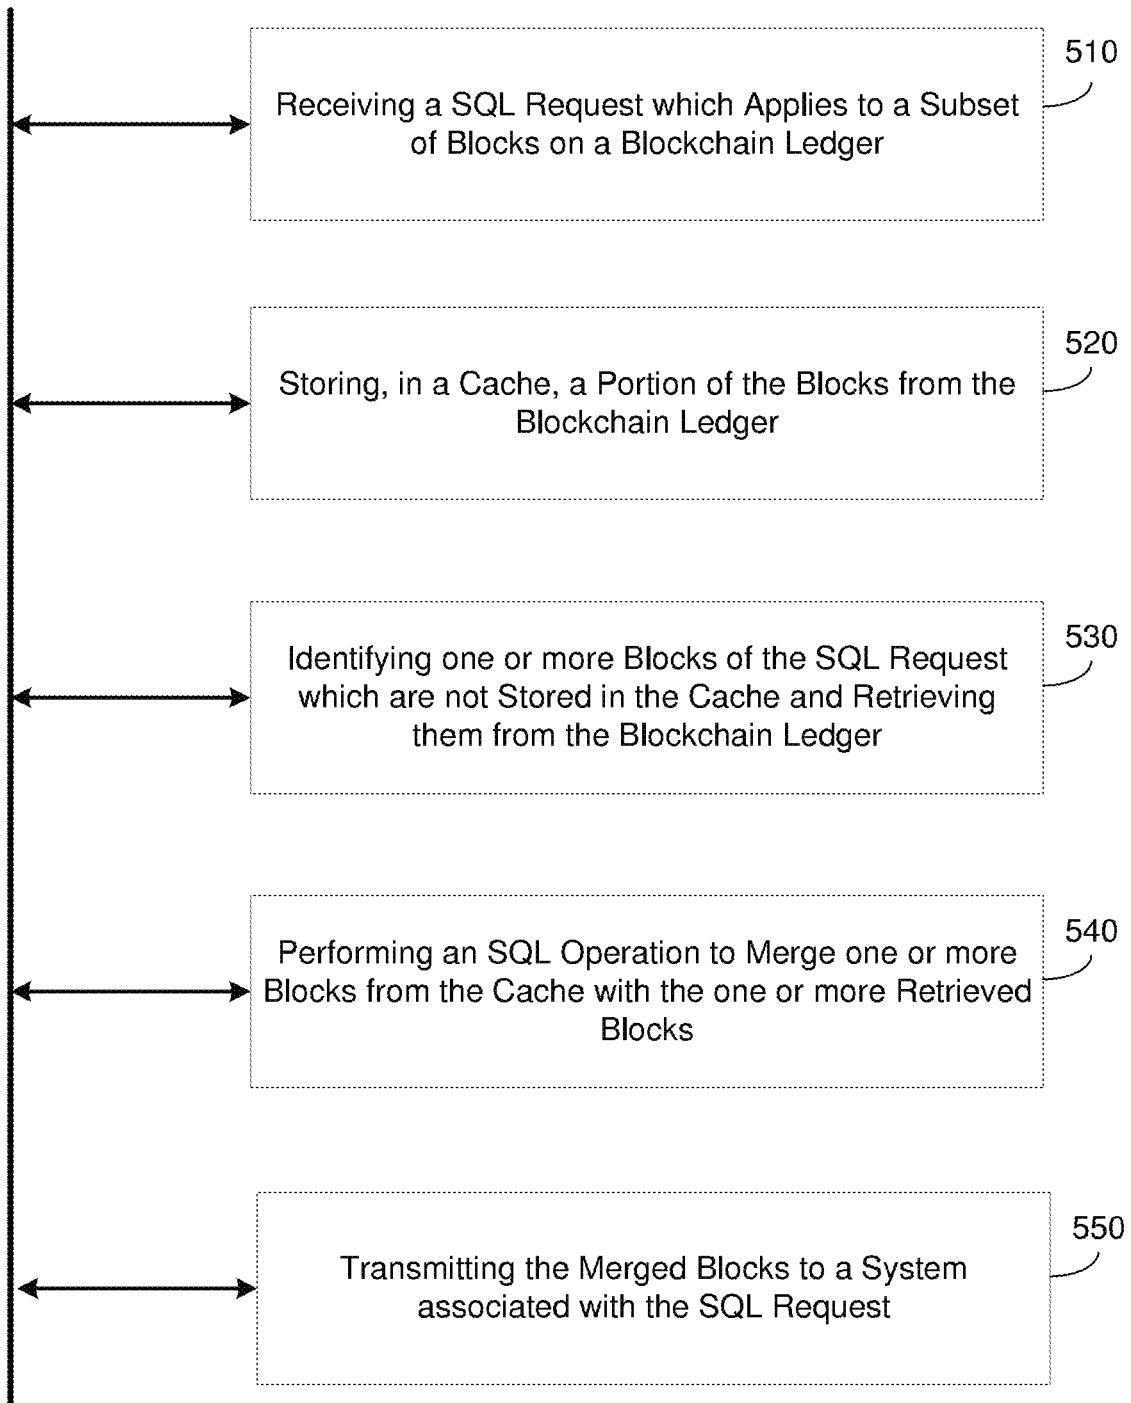 510
Receiving a SQL Request which Applies to a Subset
of Blocks on a Blockchain Ledger
520
Storing, in a Cache, a Portion of the Blocks from the
Blockchain Ledger
530
Identifying one or more Blocks of the SQL Request
which are not Stored in the Cache and Retrieving
them from the Blockchain Ledger
540
Performing an SQL Operation to Merge one or more
Blocks from the Cache with the one or more Retrieved
Blocks
550
Transmitting the Merged Blocks to a System
associated with the SQL Request